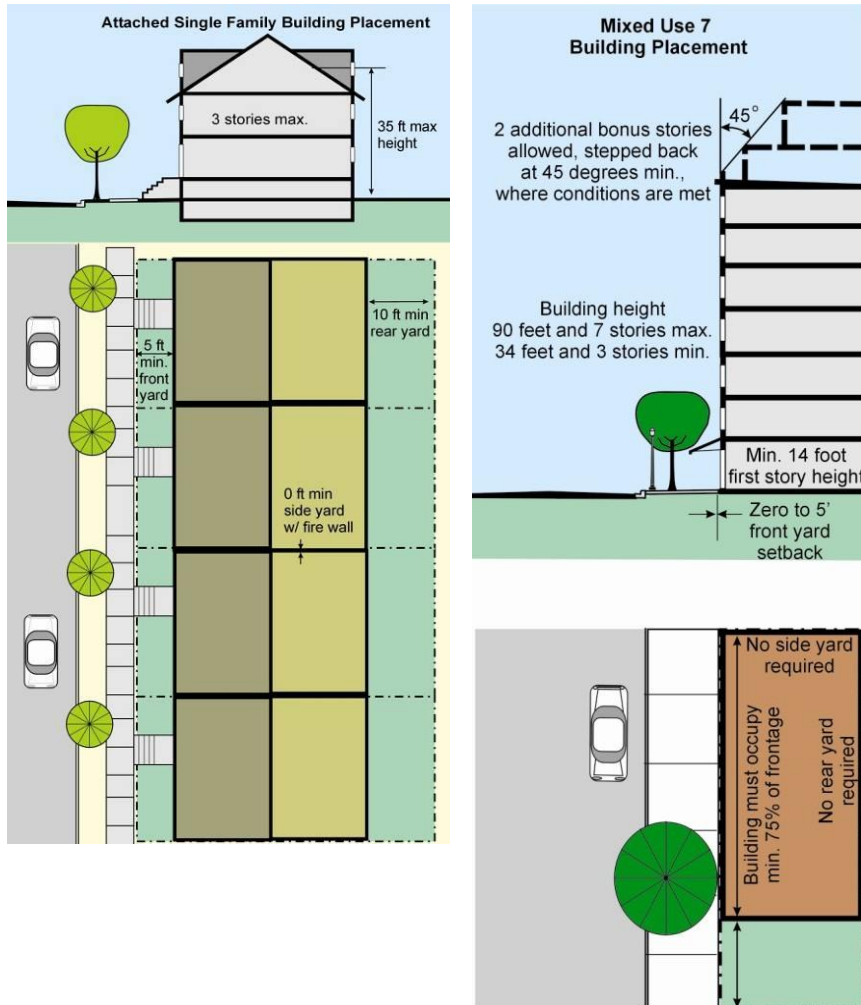 Attached Single Family Building Placement
3 stories max.
35 ft max
height
10 ft min
rear yard
5 ft
min.
front
yard
0 ft min
side yard
w/ fire wall
Mixed Use 7
Building Placement
45°
2 additional bonus stories
allowed, stepped back
at 45 degrees min.,
where conditions are met
Building height
90 feet and 7 stories max.
34 feet and 3 stories min.
Min. 14 foot
first story height
Zero to 5'
front yard
setback
No side yard
required
Building must occupy
min. 75% of frontage
No rear yard
required